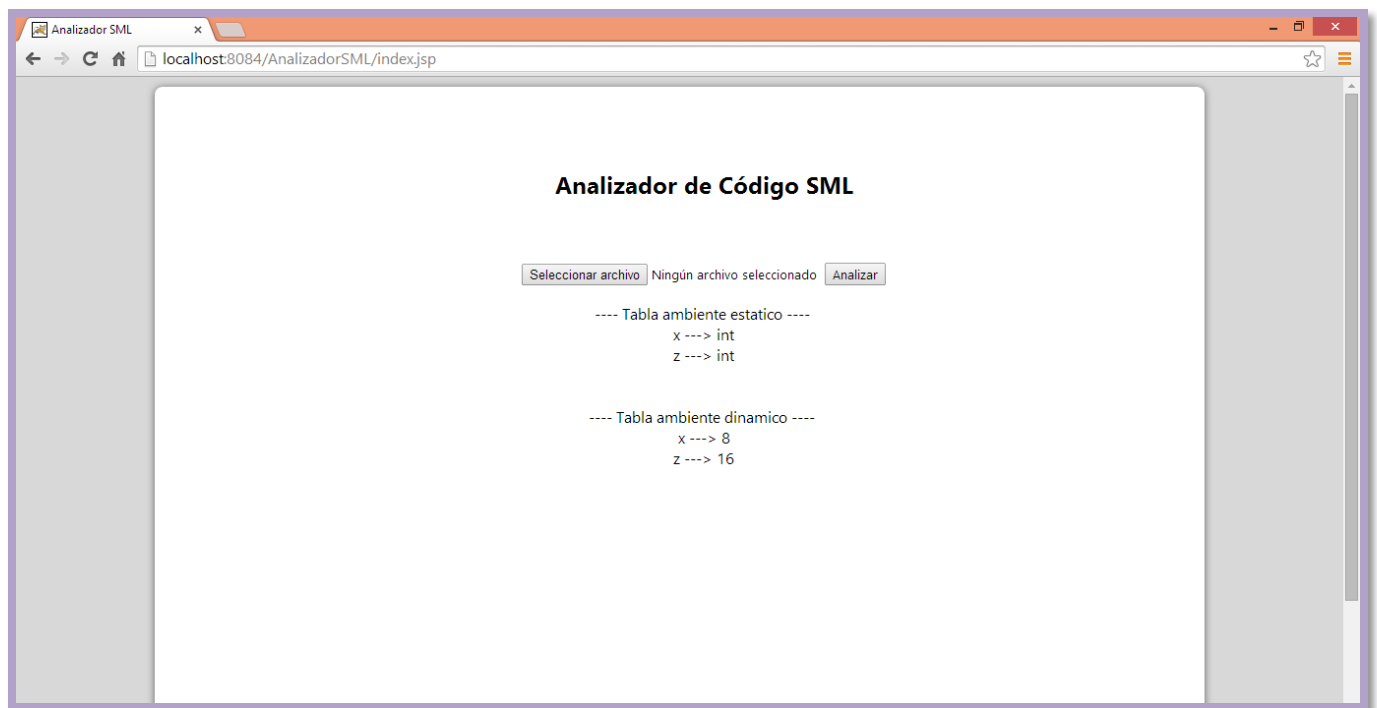 Analizador SML
localhost:8084/AnalizadorSML/index.jsp
Analizador de Código SML
Seleccionar archivo Ningún archivo seleccionado Analizar
---- Tabla ambiente estatico ----
x ---> int
z ---> int
---- Tabla ambiente dinamico ----
x ---> 8
z ---> 16